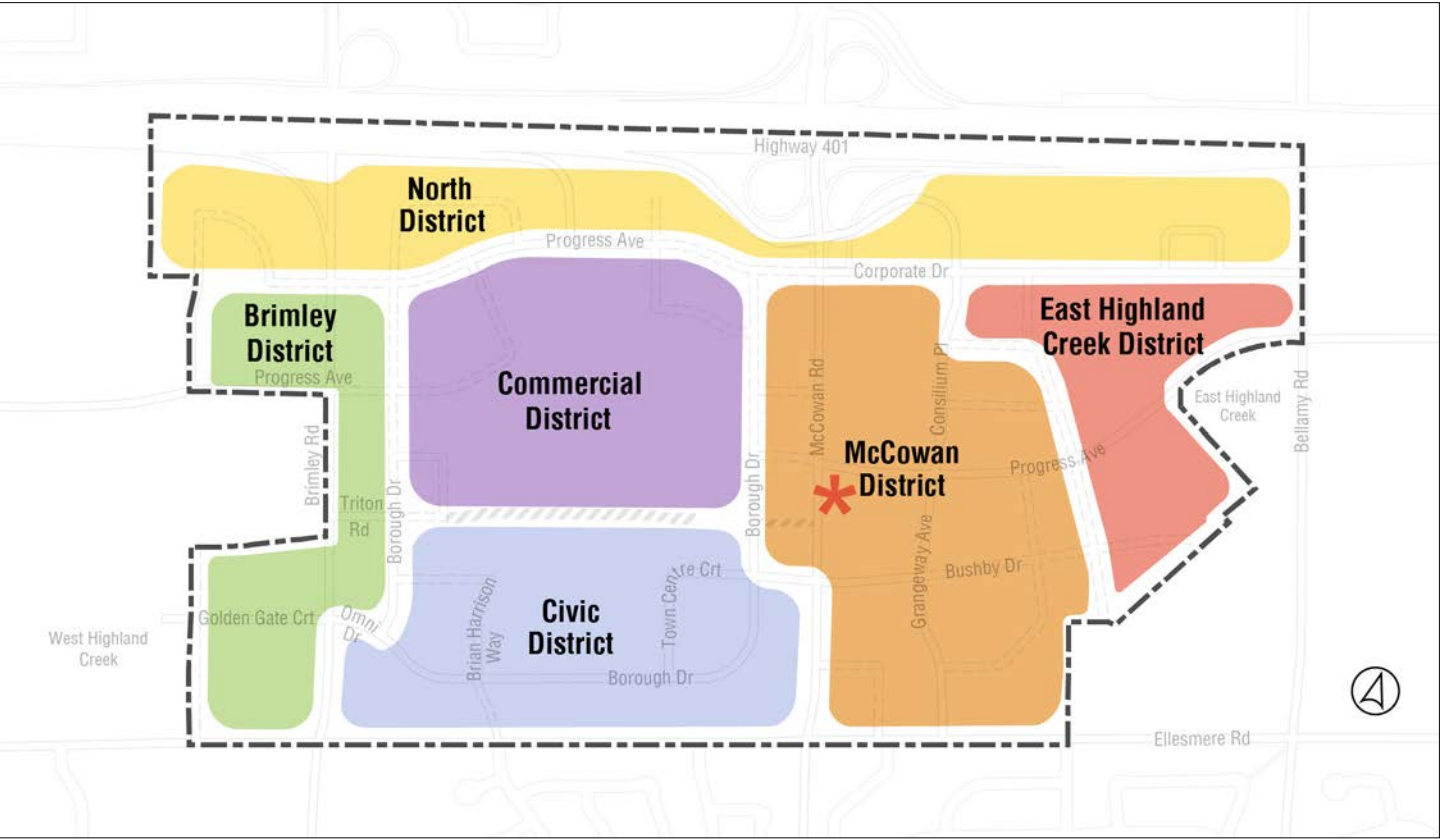 Highway 401
North
District
Progress Ave
Corporate Dr
Brimley
District
Progress Ave
East Highland
Creek District
Commercial
District
McCowan Rd
Consilium Pl
East Highland
Creek
Bellamy Rd
Brimley Rd
McCowan
District
Progress Ave
*
Triton
Rd
Borough Dr
Borough Dr
Grangeway Ave
Bushby Dr
Town Centre Crt
Golden Gate Crt
Omni
Dr
Brian Harrison
Way
Civic
District
West Highland
Creek
Borough Dr
Ellesmere Rd